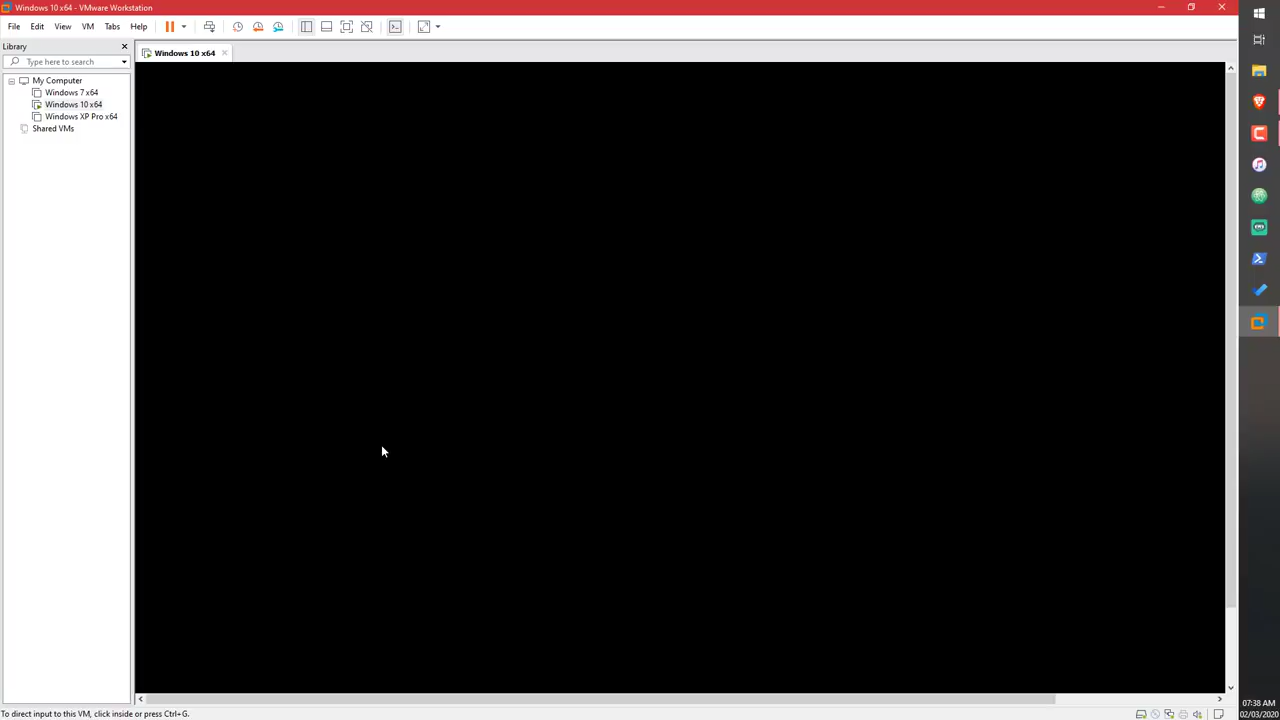 Windows 10 x64 - VMware Workstation
File Edit View VM Tabs Help
Library
Type here to search
My Computer
Windows 7 x64
Windows 10 x64
Windows XP Pro x64
Shared VMs
Windows 10 x64
To direct input to this VM, click inside or press Ctrl+G.
07:38 AM
02/03/2020